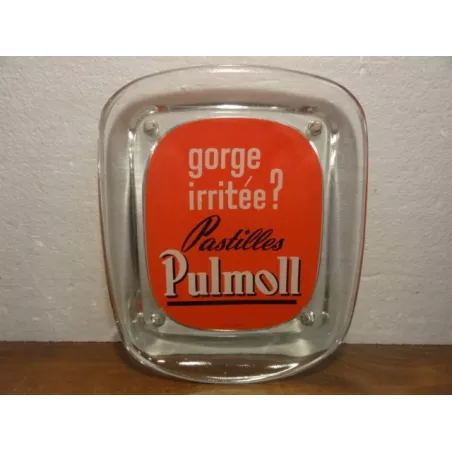 gorge
irritée?
Pastilles
Pulmoll